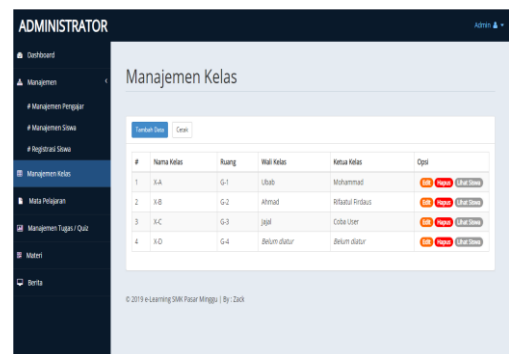 ADMINISTRATOR
Admin
Dashboard
Manajemen
# Manajemen Pengajar
# Manajemen Siswa
# Registrasi Siswa
Manajemen Kelas
Mata Pelajaran
Manajemen Tugas / Quiz
Materi
Berita
Manajemen Kelas
Tambah Data Cetak
# Nama Kelas Ruang Wali Kelas Ketua Kelas Opsi
1 X-A G-1 Ubab Mohammad Edit Hapus Lihat Siswa
2 X-B G-2 Ahmad Rifaatul Firdaus Edit Hapus Lihat Siswa
3 X-C G-3 Jajal Coba User Edit Hapus Lihat Siswa
4 X-D G-4 Belum diatur Belum diatur Edit Hapus Lihat Siswa
© 2019 e-Learning SMK Pasar Minggu | By : Zack